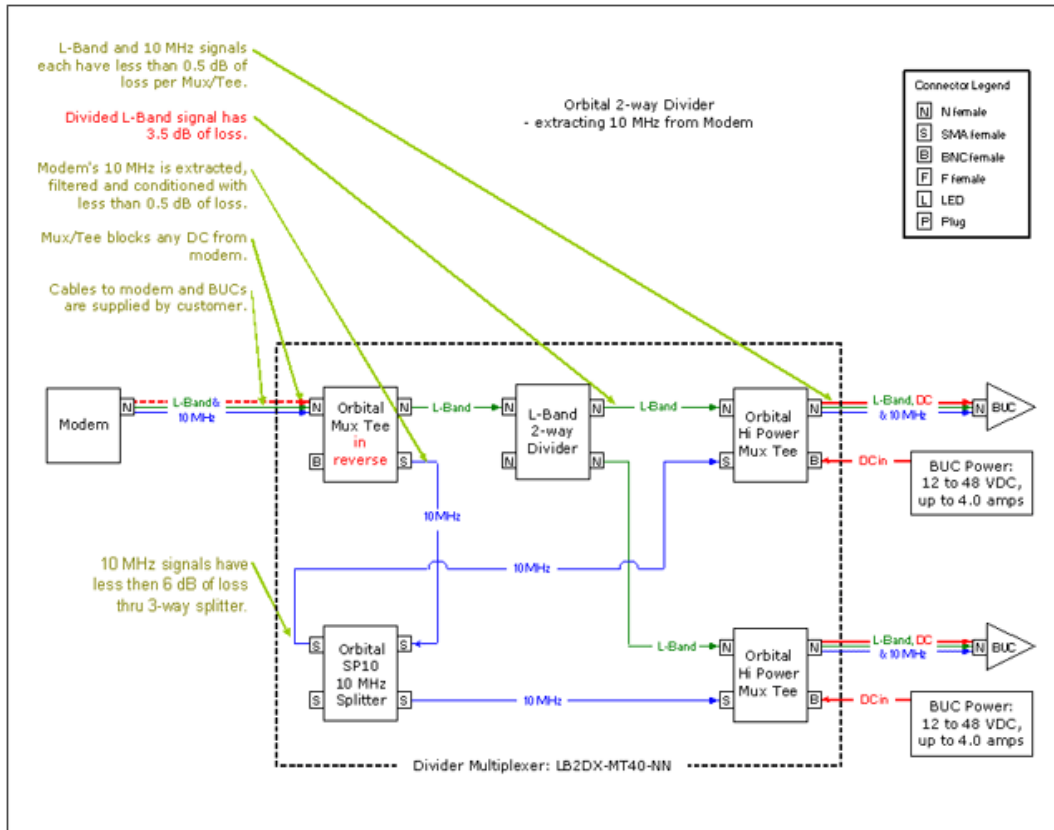 L-Band and 10 MHz signals
each have less than 0.5 dB of
loss per Mux/Tee.
Divided L-Band signal has
3.5 dB of loss.
Modem's 10 MHz is extracted,
filtered and conditioned with
less than 0.5 dB of loss.
Mux/Tee blocks any DC from
modem.
Cables to modem and BUCs
are supplied by customer.
Orbital 2-way Divider
- extracting 10 MHz from Modem
Connector Legend
N N female
S SMA female
B BNC female
F F female
L LED
P Plug
Modem
N
L-Band&
10 MHz
N
B
Orbital
Mux Tee
in
reverse
N
S
L-Band
N
N
L-Band
2-way
Divider
N
N
L-Band
N
S
Orbital
Hi Power
Mux Tee
N
B
L-Band, DC
& 10 MHz
N
BUC
DC in
BUC Power:
12 to 48 VDC,
up to 4.0 amps
10 MHz
10 MHz
10 MHz signals have
less then 6 dB of loss
thru 3-way splitter.
S
S
Orbital
SP10
10 MHz
Splitter
S
S
L-Band
10 MHz
N
S
Orbital
Hi Power
Mux Tee
N
B
L-Band, DC
& 10 MHz
N
BUC
DC in
BUC Power:
12 to 48 VDC,
up to 4.0 amps
Divider Multiplexer: LB2DX-MT40-NN